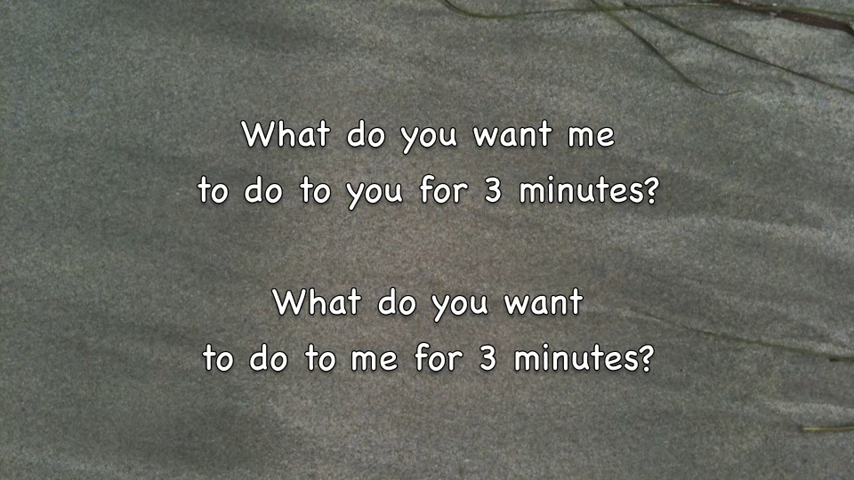 What do you want me
to do to you for 3 minutes?
What do you want
to do to me for 3 minutes?